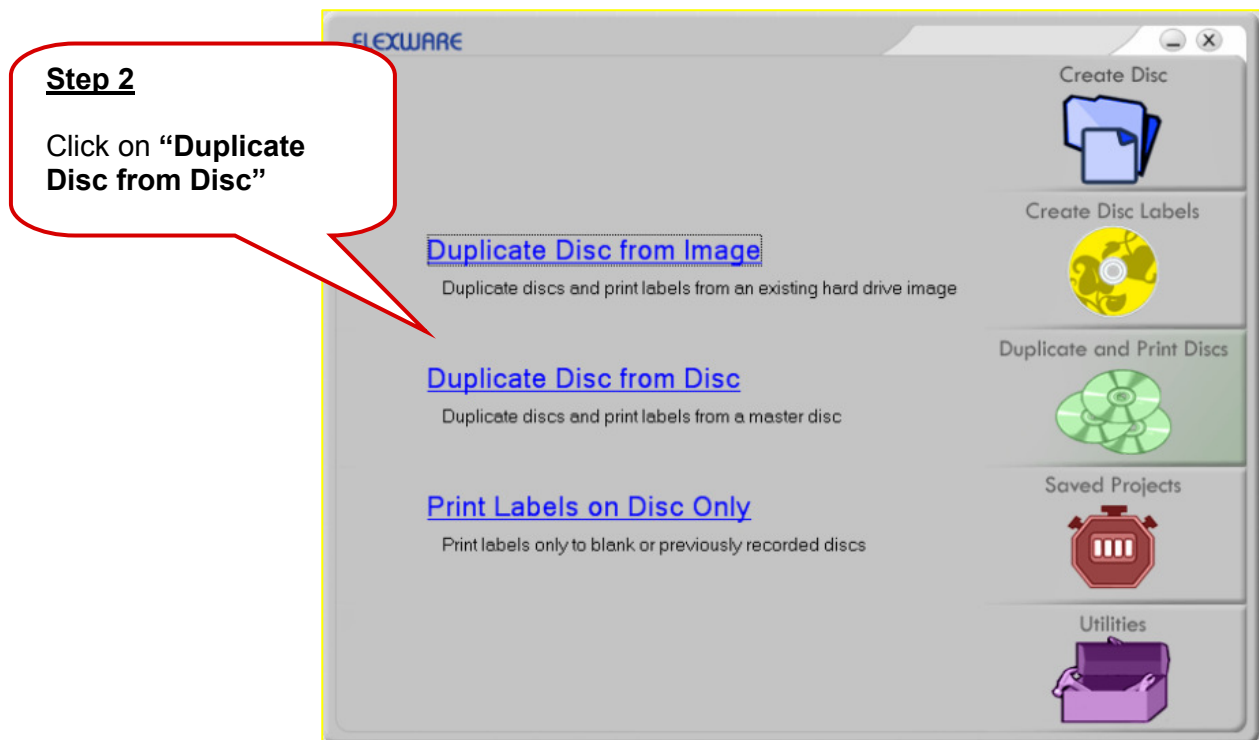 FLEXWARE
Step 2
Click on “Duplicate
Disc from Disc”
Duplicate Disc from Image
Duplicate discs and print labels from an existing hard drive image
Duplicate Disc from Disc
Duplicate discs and print labels from a master disc
Print Labels on Disc Only
Print labels only to blank or previously recorded discs
Create Disc
Create Disc Labels
Duplicate and Print Discs
Saved Projects
Utilities